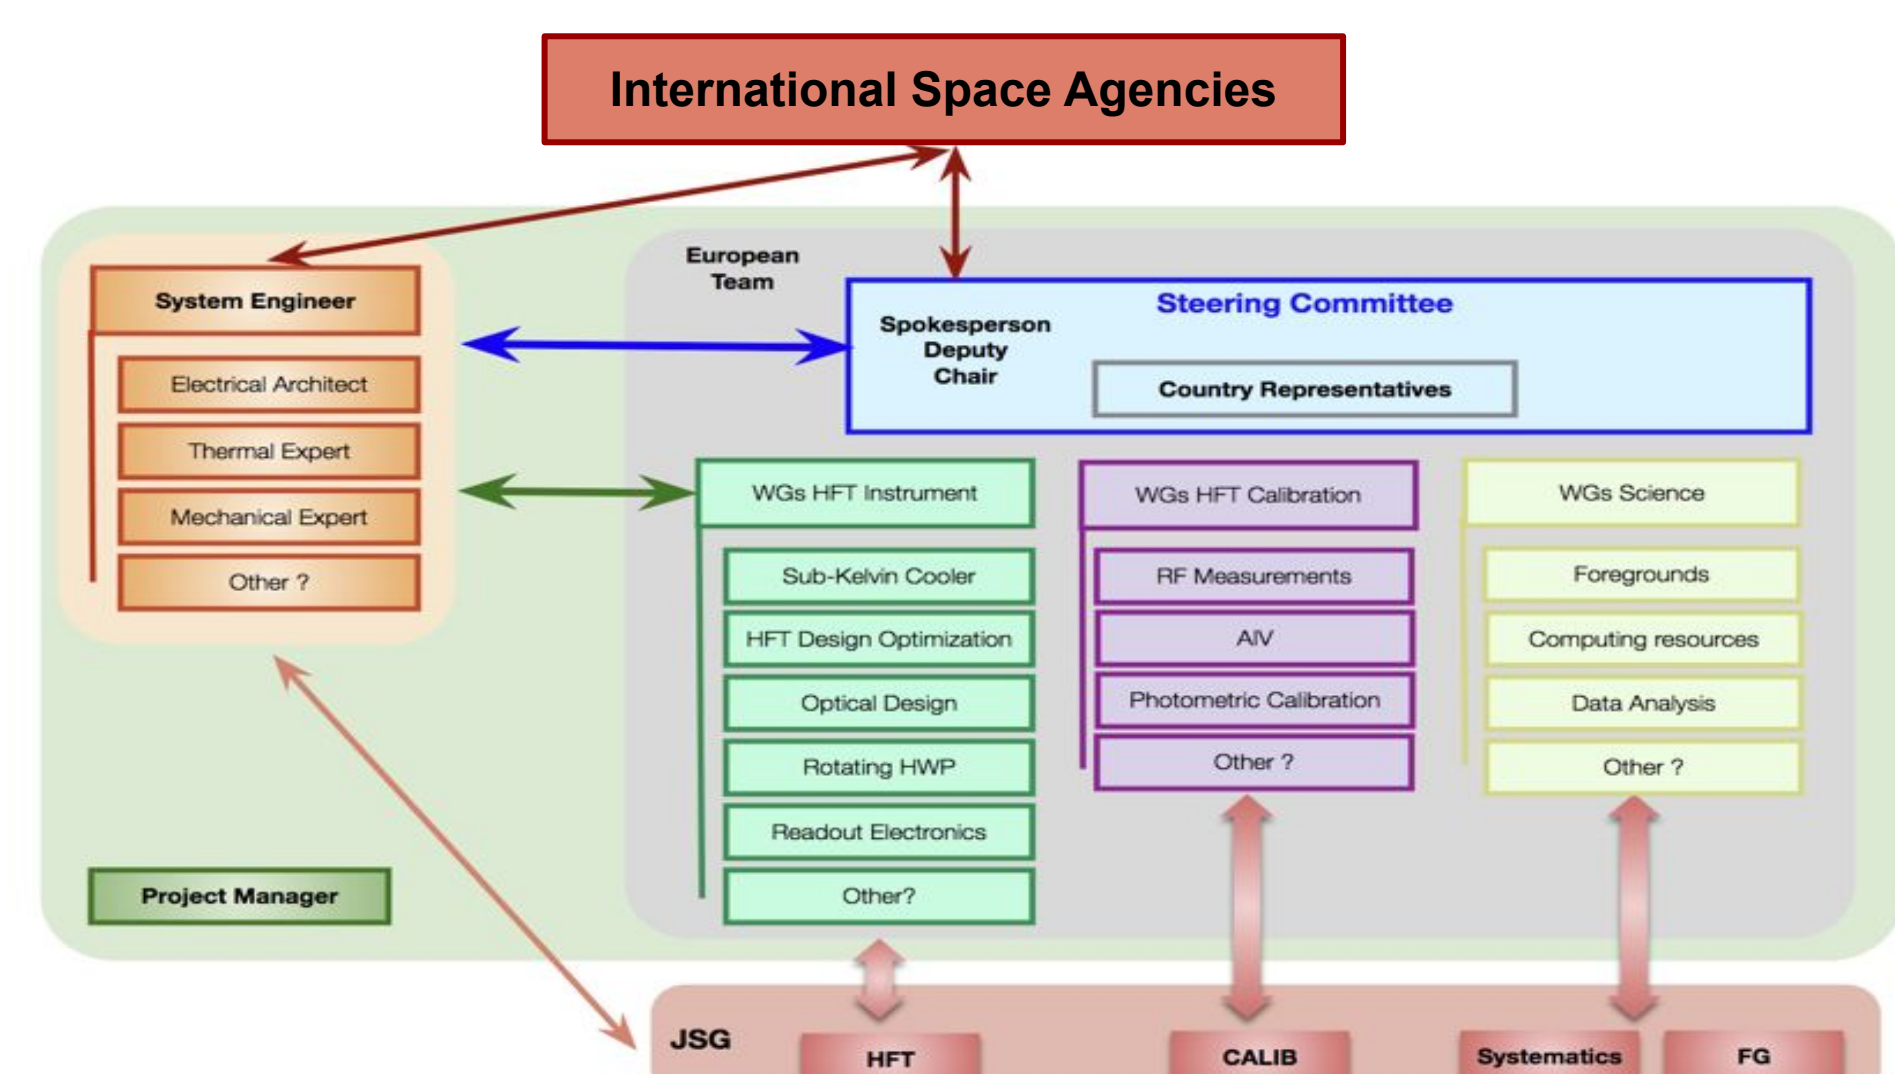 International Space Agencies
European
Team
System Engineer
Electrical Architect
Thermal Expert
Mechanical Expert
Other ?
Steering Committee
Spokesperson
Deputy
Chair
Country Representatives
WGs HFT Instrument
Sub-Kelvin Cooler
HFT Design Optimization
Optical Design
Rotating HWP
Readout Electronics
Other?
WGs HFT Calibration
RF Measurements
AIV
Photometric Calibration
Other ?
WGs Science
Foregrounds
Computing resources
Data Analysis
Other ?
Project Manager
JSG
HFT
CALIB
Systematics
FG